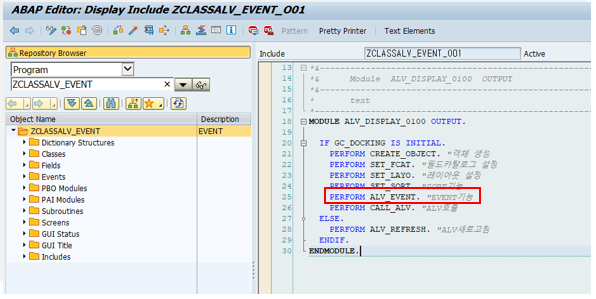 ABAP Editor: Display Include ZCLASSALV_EVENT_O01
Pattern
Pretty Printer
Text Elements
Repository Browser
Program
ZCLASSALV_EVENT
Object Name
Description
ZCLASSALV_EVENT
EVENT
Dictionary Structures
Classes
Fields
Events
PBO Modules
PAI Modules
Subroutines
Screens
GUI Status
GUI Title
Includes
Include
ZCLASSALV_EVENT_O01
Active
13 *&---------------------------------------------------------------------*
14 *& Module ALV_DISPLAY_0100 OUTPUT
15 *&---------------------------------------------------------------------*
16 * text
17 *----------------------------------------------------------------------*
18 MODULE ALV_DISPLAY_0100 OUTPUT.
19
20 IF GC_DOCKING IS INITIAL.
21 PERFORM CREATE_OBJECT. "객체 생성
22 PERFORM SET_FCAT. "필드카탈로그 설정
23 PERFORM SET_LAYO. "레이아웃 설정
24 PERFORM SET_SORT. "SORT기능
25 PERFORM ALV_EVENT. "EVENT기능
26 PERFORM CALL_ALV. "ALV호출
27 ELSE.
28 PERFORM ALV_REFRESH. "ALV새로고침
29 ENDIF.
30 ENDMODULE.